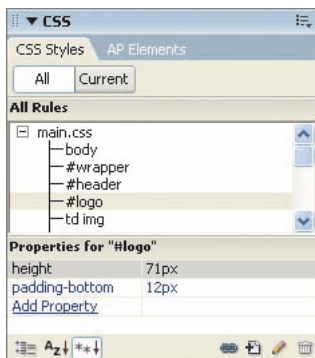 CSS
CSS Styles AP Elements
All Current
All Rules
main.css
body
#wrapper
#header
#logo
td img
Properties for "#logo"
height 71px
padding-bottom 12px
Add Property
Az↓ **↓